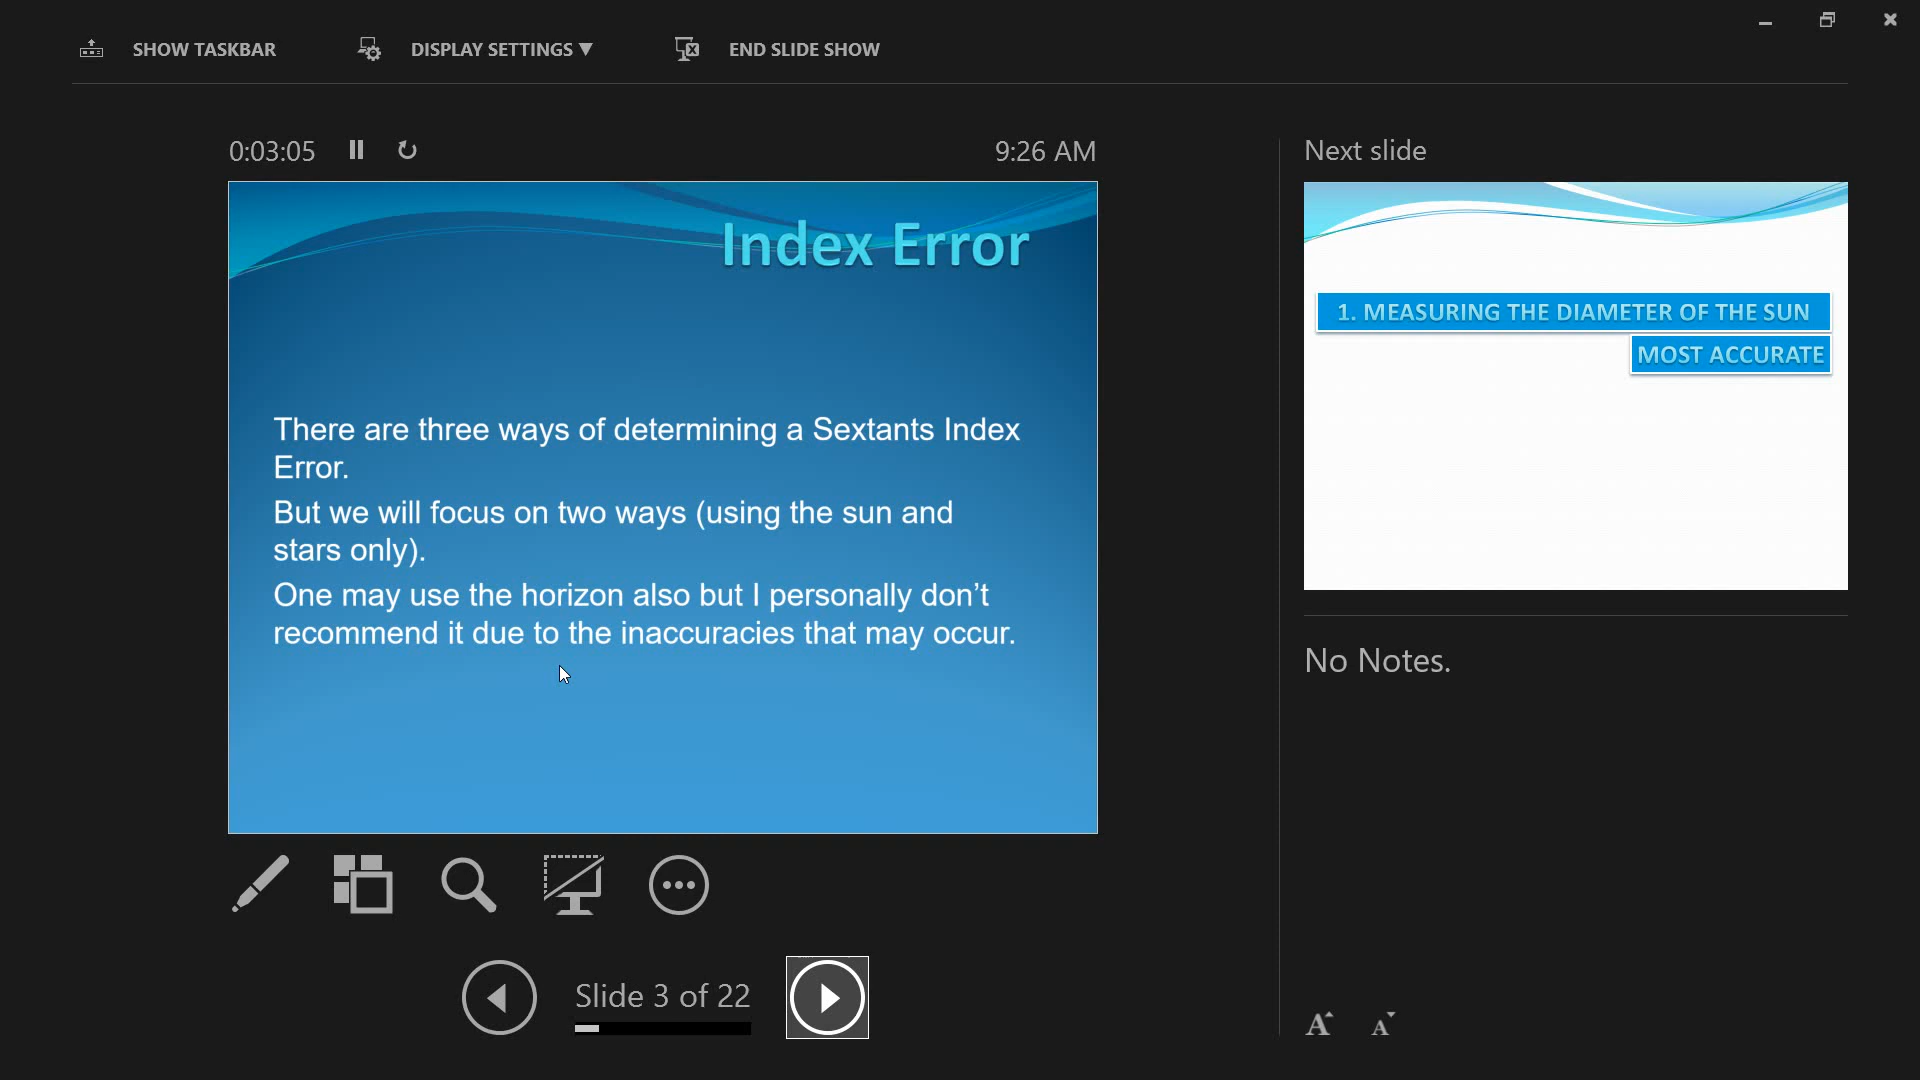 SHOW TASKBAR
DISPLAY SETTINGS ▼
END SLIDE SHOW
0:03:05
9:26 AM
Index Error
There are three ways of determining a Sextants Index
Error.
But we will focus on two ways (using the sun and
stars only).
One may use the horizon also but I personally don’t
recommend it due to the inaccuracies that may occur.
Slide 3 of 22
Next slide
1. MEASURING THE DIAMETER OF THE SUN
MOST ACCURATE
No Notes.
A
A